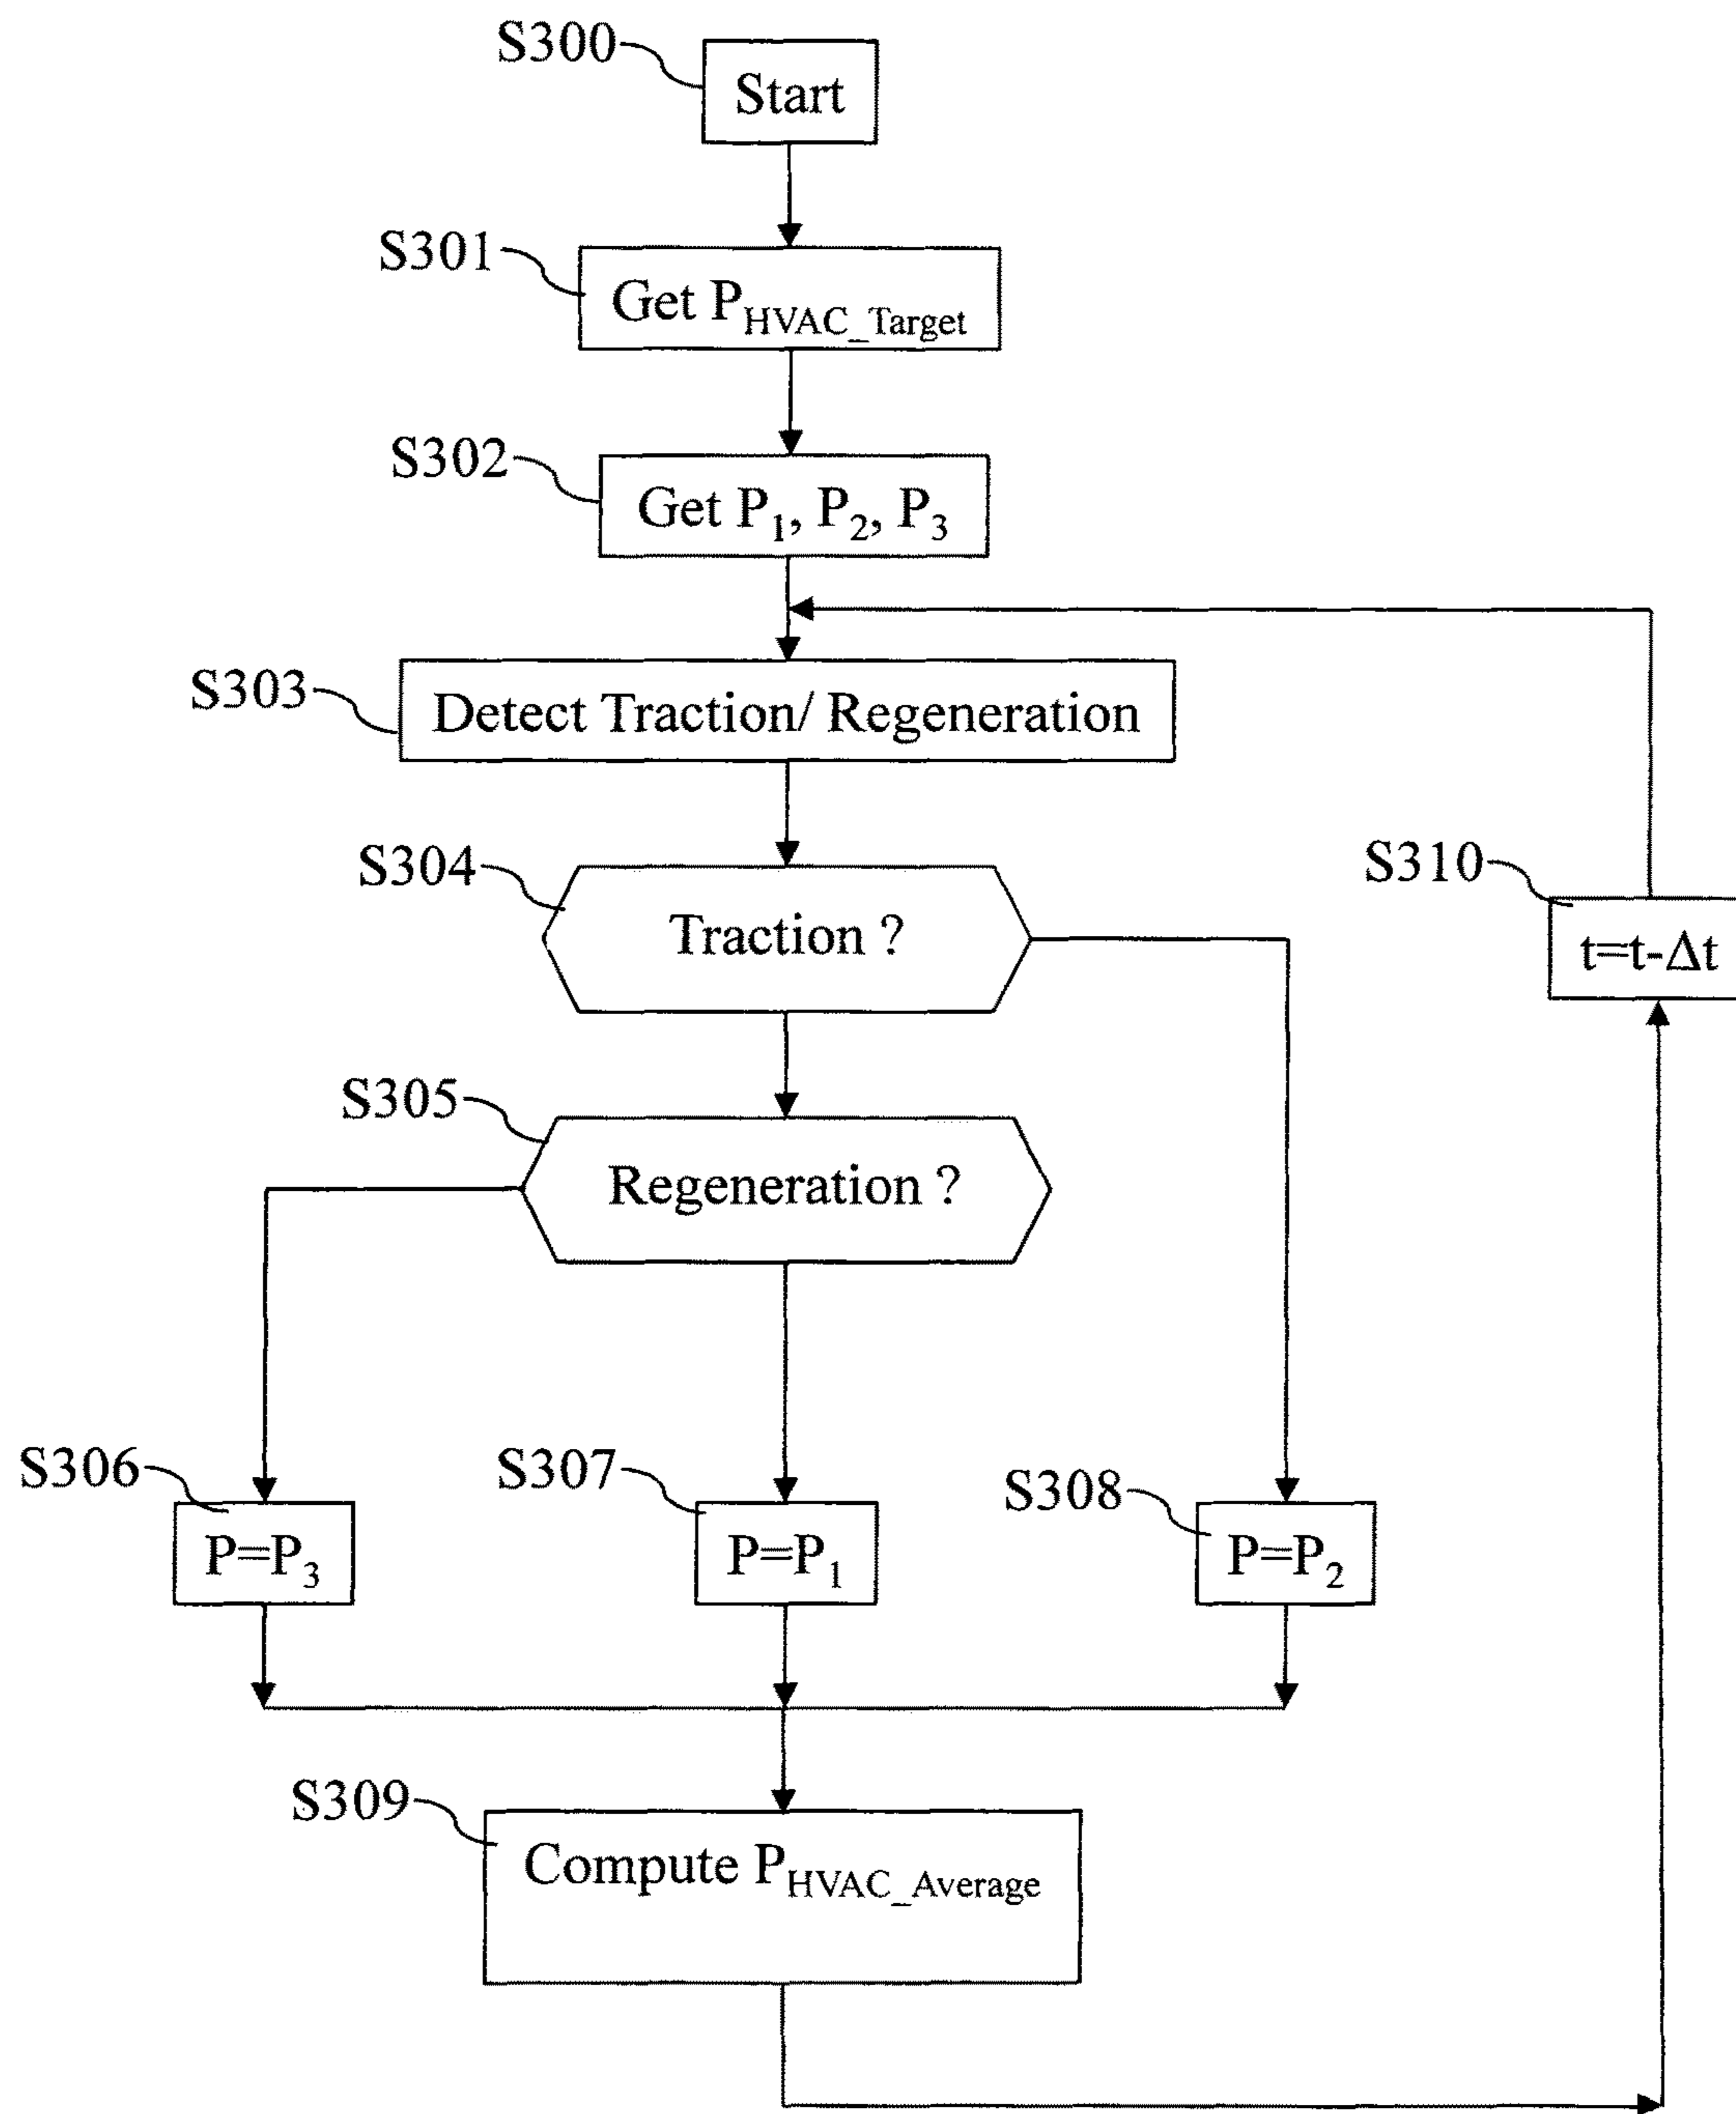 S300
Start
S301
Get P_HVAC_Target
S302
Get P₁, P₂, P₃
S303
Detect Traction/ Regeneration
S304
Traction ?
S310
t=t-Δt
S305
Regeneration ?
S306
P=P₃
S307
P=P₁
S308
P=P₂
S309
Compute P_HVAC_Average